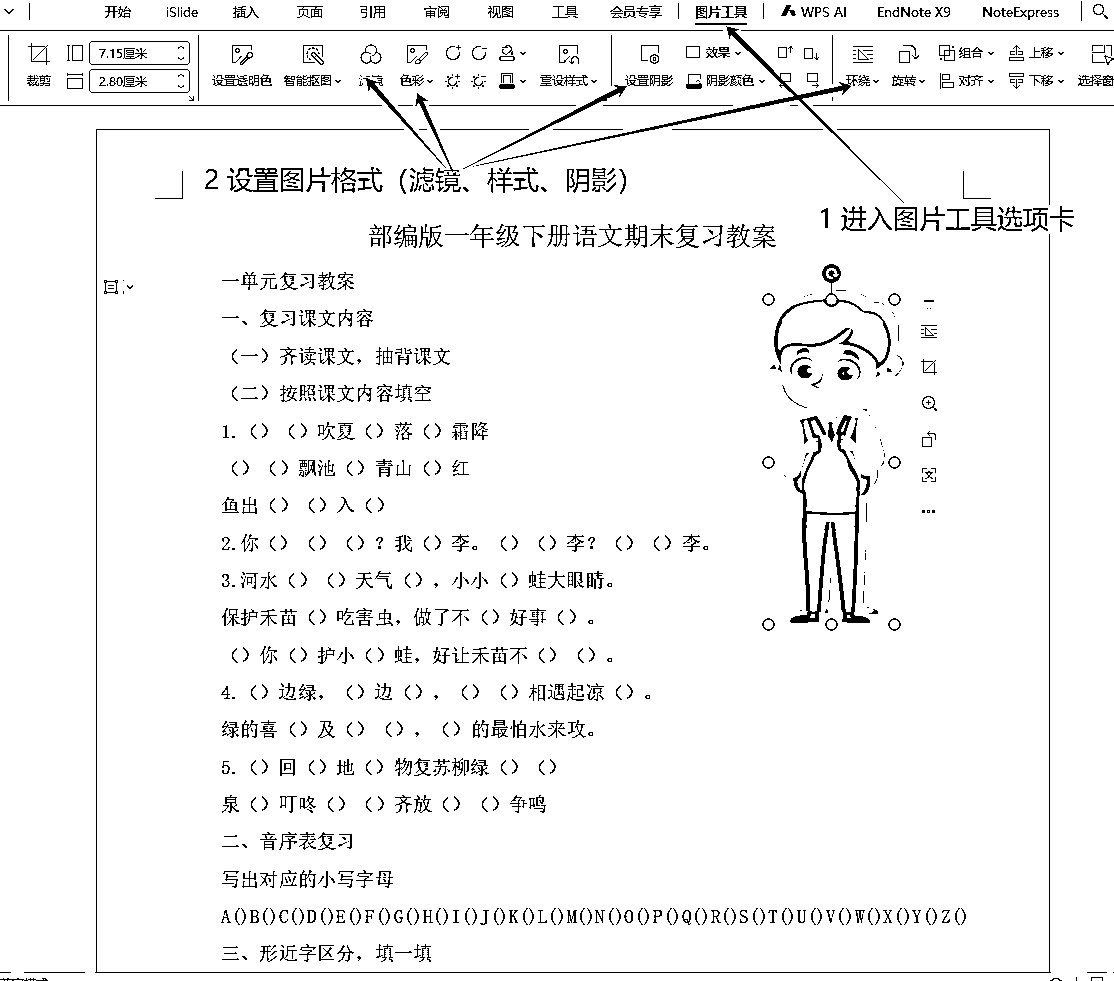 开始 iSlide 插入 页面 引用 审阅 视图 工具 会员专享 图片工具 WPS AI EndNote X9 NoteExpress
7.15厘米 效果 组合 上移
裁剪 2.80厘米 设置透明色 智能抠图 色彩 重设样式 设置阴影 阴影颜色 环绕 旋转 对齐 下移
2 设置图片格式（滤镜、样式、阴影）
1 进入图片工具选项卡
部编版一年级下册语文期末复习教案
一单元复习教案
一、复习课文内容
（一）齐读课文，抽背课文
（二）按照课文内容填空
1.（）（）吹夏（）落（）霜降
（）（）飘池（）青山（）红
鱼出（）（）入（）
2.你（）（）（）？我（）李。（）（）李？（）（）李。
3.河水（）（）天气（），小小（）蛙大眼睛。
保护禾苗（）吃害虫，做了不（）好事（）。
（）你（）护小（）蛙，好让禾苗不（）（）。
4.（）边绿，（）边（），（）（）相遇起凉（）。
绿的喜（）及（）（），（）的最怕水来攻。
5.（）回（）地（）物复苏柳绿（）（）
泉（）叮咚（）（）齐放（）（）争鸣
二、音序表复习
写出对应的小写字母
A()B()C()D()E()F()G()H()I()J()K()L()M()N()O()P()Q()R()S()T()U()V()W()X()Y()Z()
三、形近字区分，填一填